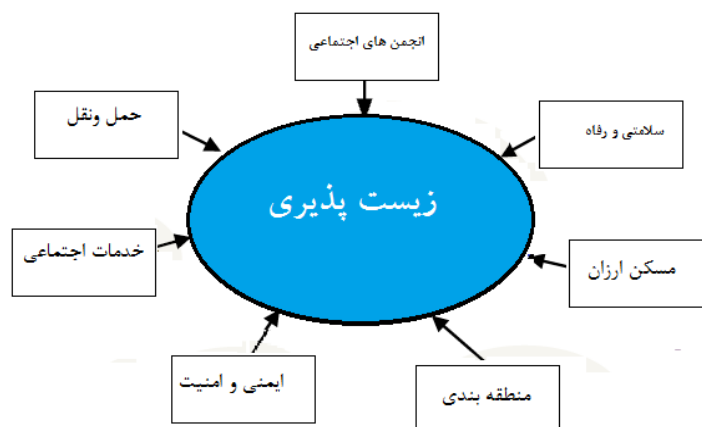 انجمن های اجتماعی
حمل ونقل
سلامتی و رفاه
زیست پذیری
خدمات اجتماعی
مسکن ارزان
ایمنی و امنیت
منطقه بندی